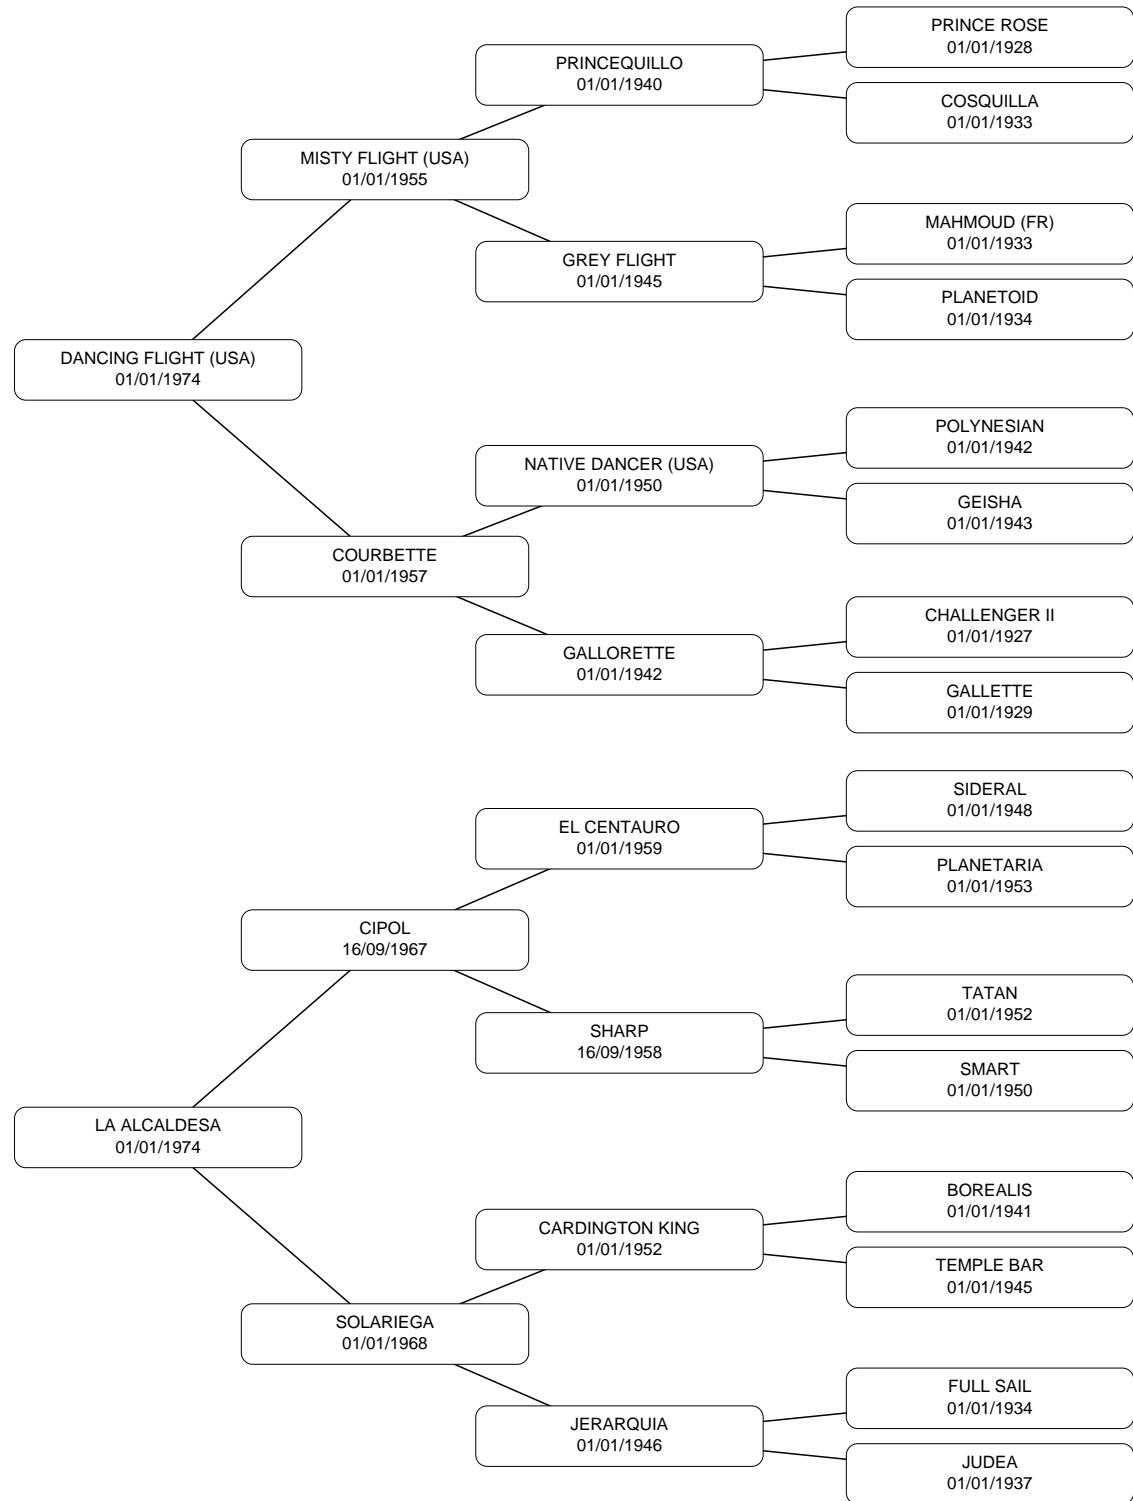 PRINCE ROSE
01/01/1928
PRINCEQUILLO
01/01/1940
COSQUILLA
01/01/1933
MISTY FLIGHT (USA)
01/01/1955
MAHMOUD (FR)
01/01/1933
GREY FLIGHT
01/01/1945
PLANETOID
01/01/1934
DANCING FLIGHT (USA)
01/01/1974
POLYNESIAN
01/01/1942
NATIVE DANCER (USA)
01/01/1950
GEISHA
01/01/1943
COURBETTE
01/01/1957
CHALLENGER II
01/01/1927
GALLORETTE
01/01/1942
GALLETTE
01/01/1929
SIDERAL
01/01/1948
EL CENTAURO
01/01/1959
PLANETARIA
01/01/1953
CIPOL
16/09/1967
TATAN
01/01/1952
SHARP
16/09/1958
SMART
01/01/1950
LA ALCALDESA
01/01/1974
BOREALIS
01/01/1941
CARDINGTON KING
01/01/1952
TEMPLE BAR
01/01/1945
SOLARIEGA
01/01/1968
FULL SAIL
01/01/1934
JERARQUIA
01/01/1946
JUDEA
01/01/1937